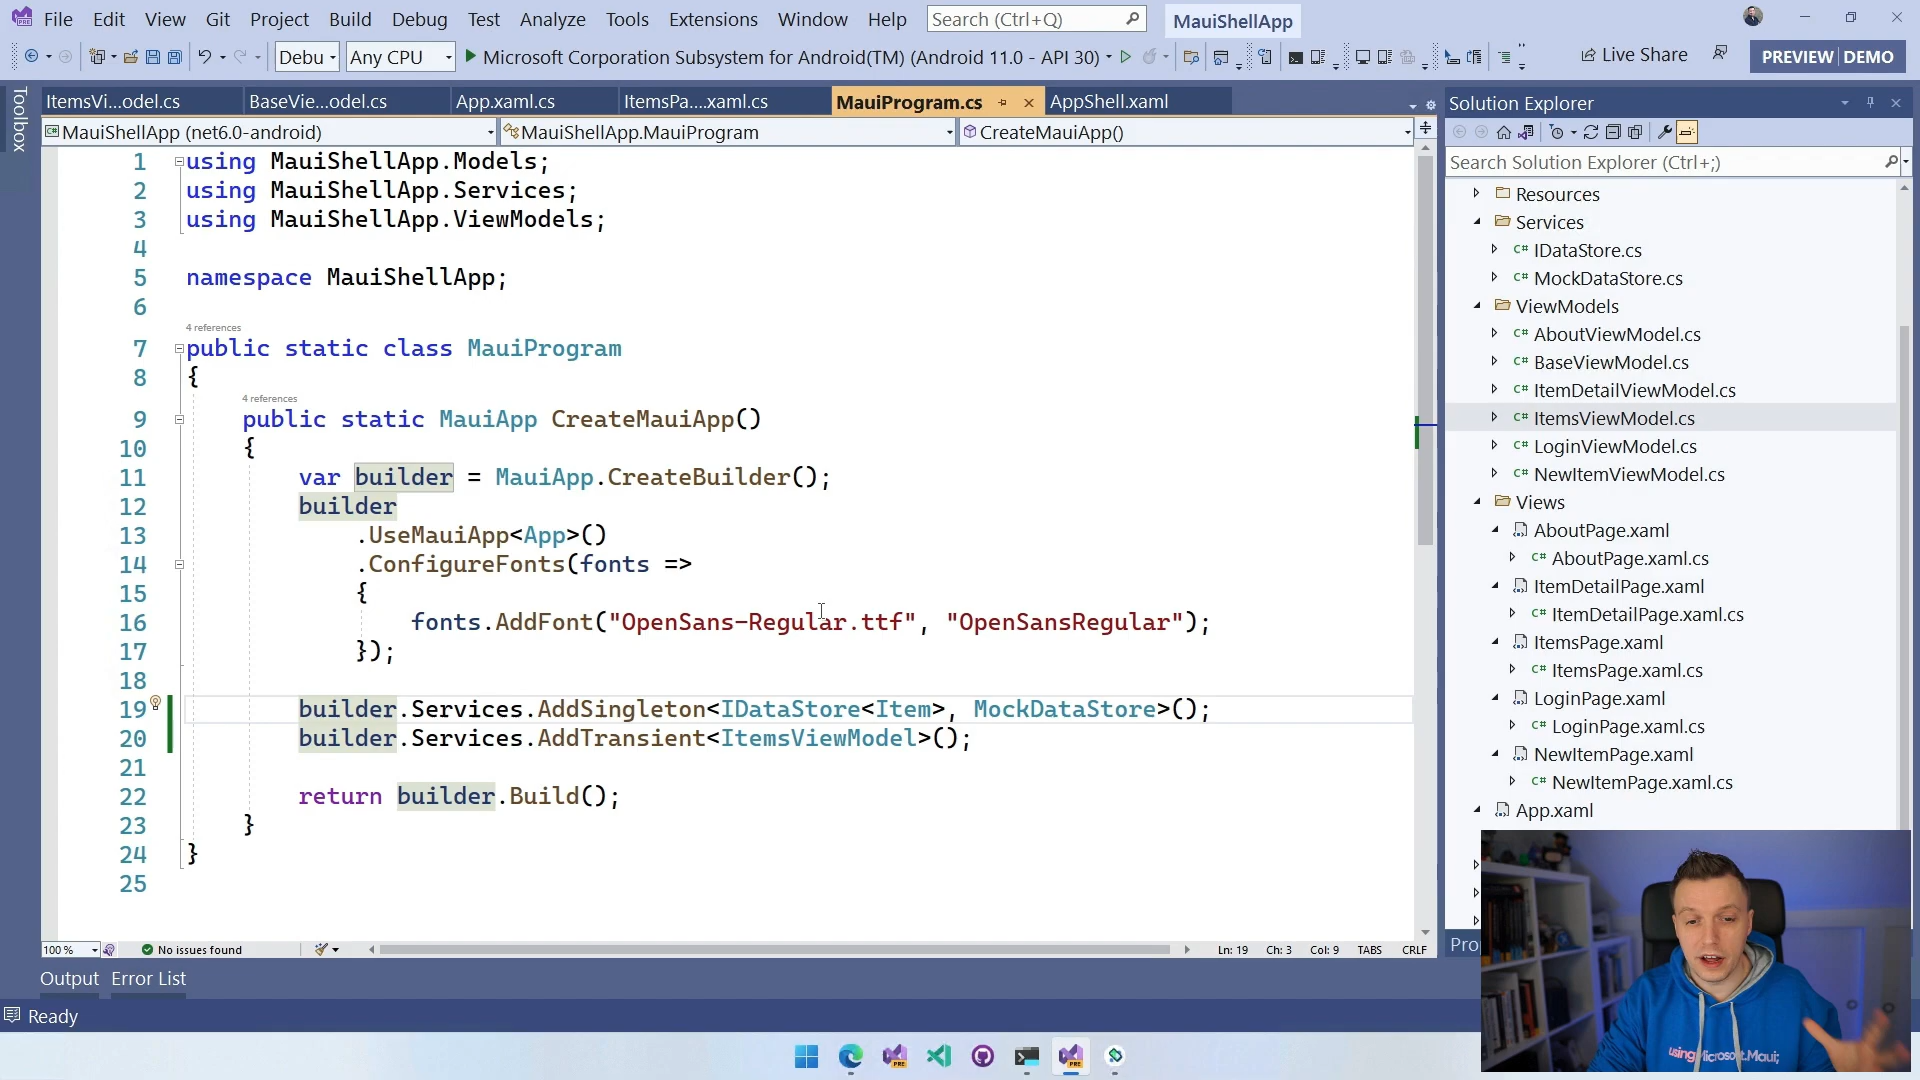 File Edit View Git Project Build Debug Test Analyze Tools Extensions Window Help Search (Ctrl+Q) MauiShellApp
Debu Any CPU Microsoft Corporation Subsystem for Android(TM) (Android 11.0 - API 30) Live Share PREVIEW DEMO
Toolbox
ItemsVi...odel.cs BaseVie...odel.cs App.xaml.cs ItemsPa....xaml.cs MauiProgram.cs AppShell.xaml
MauiShellApp (net6.0-android) MauiShellApp.MauiProgram CreateMauiApp()
1 using MauiShellApp.Models;
2 using MauiShellApp.Services;
3 using MauiShellApp.ViewModels;
4
5 namespace MauiShellApp;
6
4 references
7 public static class MauiProgram
8 {
4 references
9 public static MauiApp CreateMauiApp()
10 {
11 var builder = MauiApp.CreateBuilder();
12 builder
13 .UseMauiApp<App>()
14 .ConfigureFonts(fonts =>
15 {
16 fonts.AddFont("OpenSans-Regular.ttf", "OpenSansRegular");
17 });
18
19 builder.Services.AddSingleton<IDataStore<Item>, MockDataStore>();
20 builder.Services.AddTransient<ItemsViewModel>();
21
22 return builder.Build();
23 }
24 }
25
100 % No issues found Ln: 19 Ch: 3 Col: 9 TABS CRLF
Output Error List
Ready
Solution Explorer
Search Solution Explorer (Ctrl+;)
Resources
Services
C# IDataStore.cs
C# MockDataStore.cs
ViewModels
C# AboutViewModel.cs
C# BaseViewModel.cs
C# ItemDetailViewModel.cs
C# ItemsViewModel.cs
C# LoginViewModel.cs
C# NewItemViewModel.cs
Views
AboutPage.xaml
C# AboutPage.xaml.cs
ItemDetailPage.xaml
C# ItemDetailPage.xaml.cs
ItemsPage.xaml
C# ItemsPage.xaml.cs
LoginPage.xaml
C# LoginPage.xaml.cs
NewItemPage.xaml
C# NewItemPage.xaml.cs
App.xaml
Pro
using Microsoft.Maui;